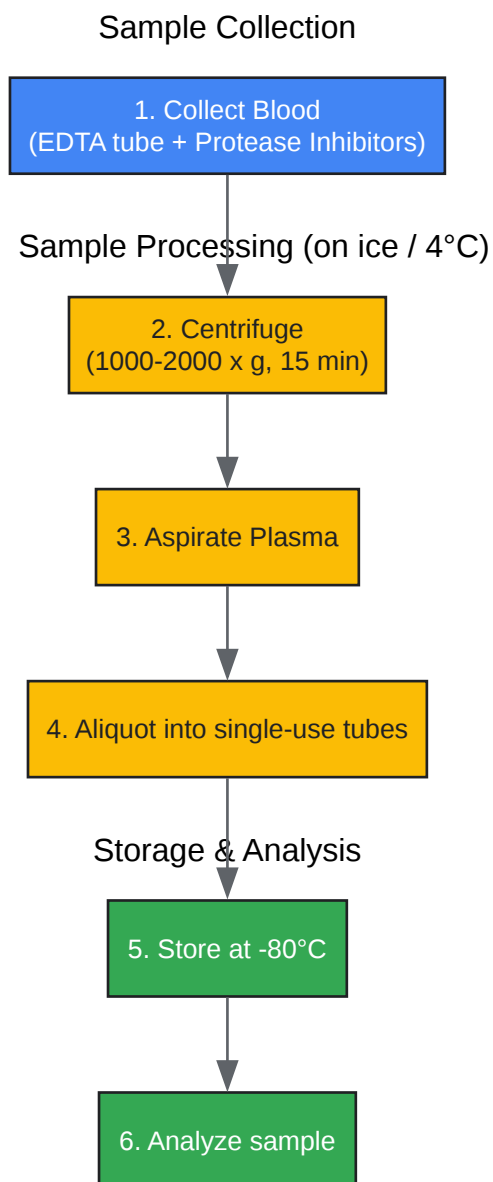 Sample Collection
1. Collect Blood
(EDTA tube + Protease Inhibitors)
Sample Processing (on ice / 4°C)
2. Centrifuge
(1000-2000 x g, 15 min)
3. Aspirate Plasma
4. Aliquot into single-use tubes
Storage & Analysis
5. Store at -80°C
6. Analyze sample